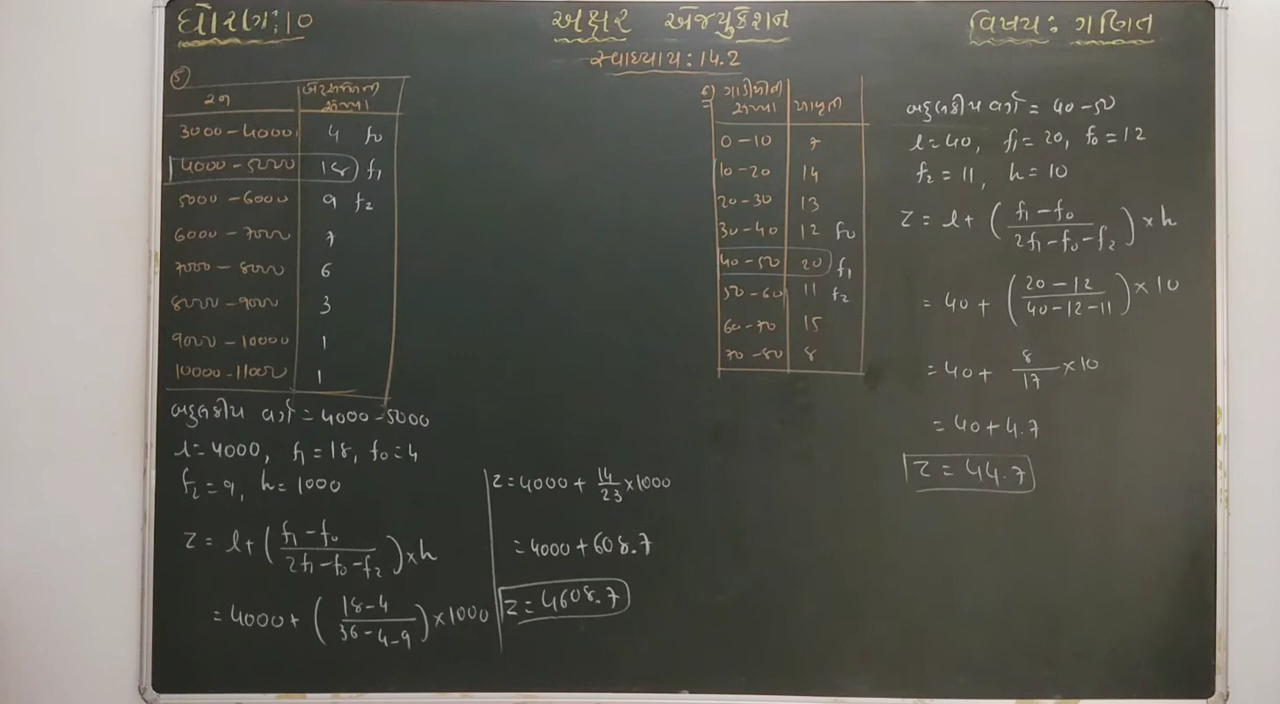 ધોરણ: 10
અક્ષર એજ્યુકેશન
વિષય: ગણિત
સ્વાધ્યાય: 14.2
૫
રન બેટ્સમેનની સંખ્યા
3000-4000 4 f0
4000-5000 18 f1
5000-6000 9 f2
6000-7000 7
7000-8000 6
8000-9000 3
9000-10000 1
10000-11000 1
બહુલકીય વર્ગ = 4000-5000
l=4000, f1=18, f0=4
f2=9, h=1000
Z = l+(f1-f0/2f1-f0-f2)×h
= 4000+(18-4/36-4-9)×1000
Z=4000+14/23×1000
=4000+608.7
Z=4608.7
૬) ગાડીઓની સંખ્યા આવૃત્તિ
0-10 7
10-20 14
20-30 13
30-40 12 f0
40-50 20 f1
50-60 11 f2
60-70 15
70-80 8
બહુલકીય વર્ગ = 40-50
l=40, f1=20, f0=12
f2=11, h=10
Z = l+(f1-f0/2f1-f0-f2)×h
= 40+(20-12/40-12-11)×10
=40+8/17×10
=40+4.7
Z=44.7